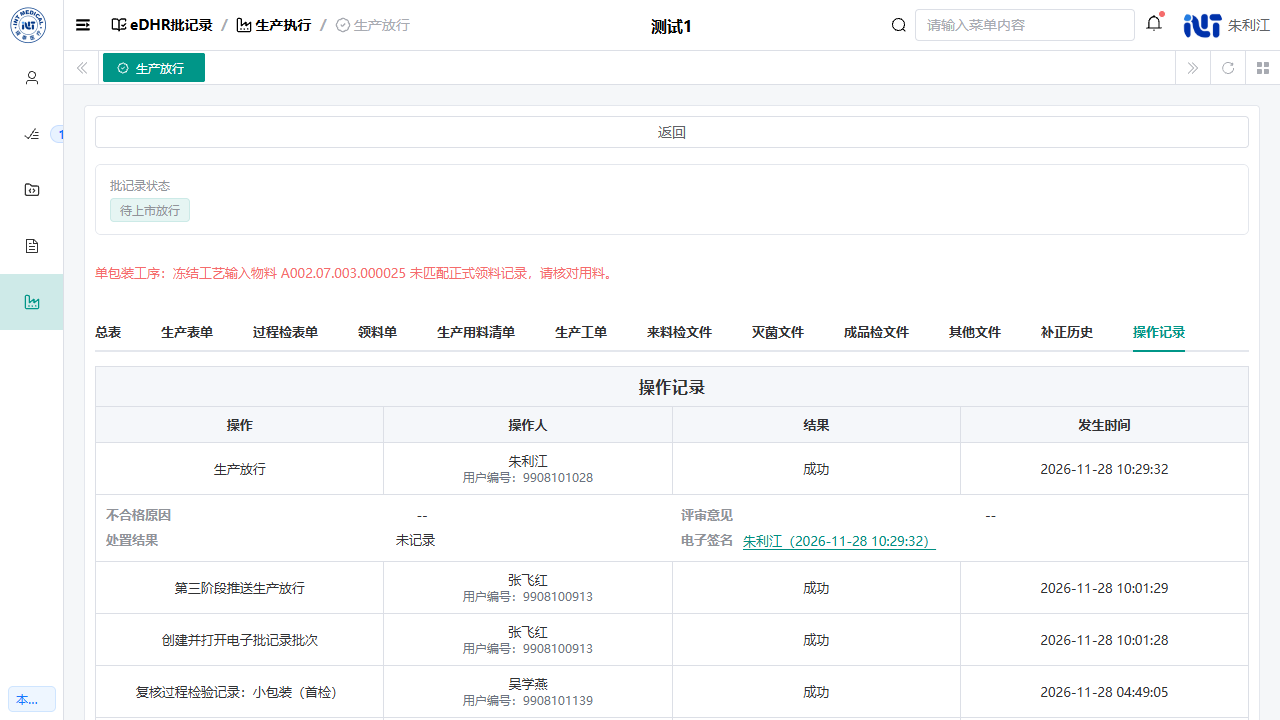 eDHR批记录 / 生产执行 / 生产放行
测试1
请输入菜单内容
朱利江
生产放行
1
返回
批记录状态
待上市放行
单包装工序：冻结工艺输入物料 A002.07.003.000025 未匹配正式领料记录，请核对用料。
总表 生产表单 过程检表单 领料单 生产用料清单 生产工单 来料检文件 灭菌文件 成品检文件 其他文件 补正历史 操作记录
操作记录
操作 操作人 结果 发生时间
生产放行 朱利江 成功 2026-11-28 10:29:32
用户编号：9908101028
不合格原因 -- 评审意见 --
处置结果 未记录 电子签名 朱利江（2026-11-28 10:29:32）
第三阶段推送生产放行 张飞红 成功 2026-11-28 10:01:29
用户编号：9908100913
创建并打开电子批记录批次 张飞红 成功 2026-11-28 10:01:28
用户编号：9908100913
复核过程检验记录：小包装（首检） 吴学燕 成功 2026-11-28 04:49:05
用户编号：9908101139
本...